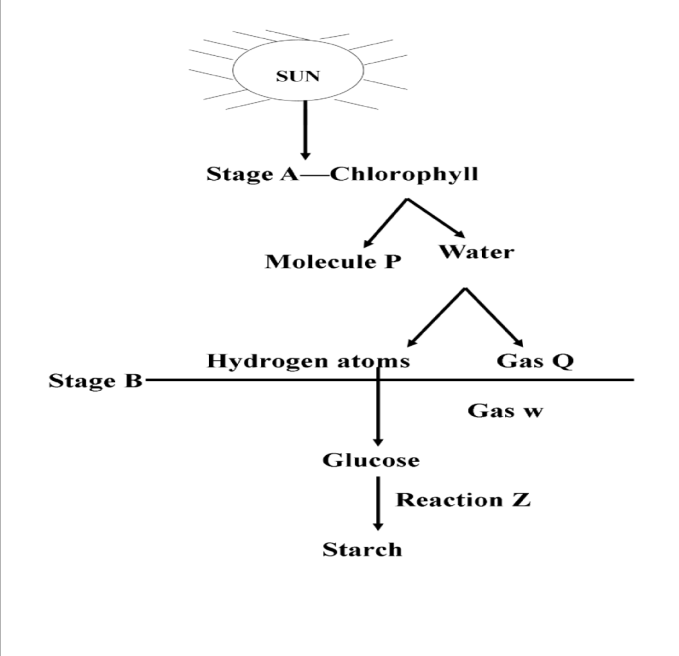 SUN
Stage A—Chlorophyll
Molecule P
Water
Hydrogen atoms
Gas Q
Stage B
Gas w
Glucose
Reaction Z
Starch